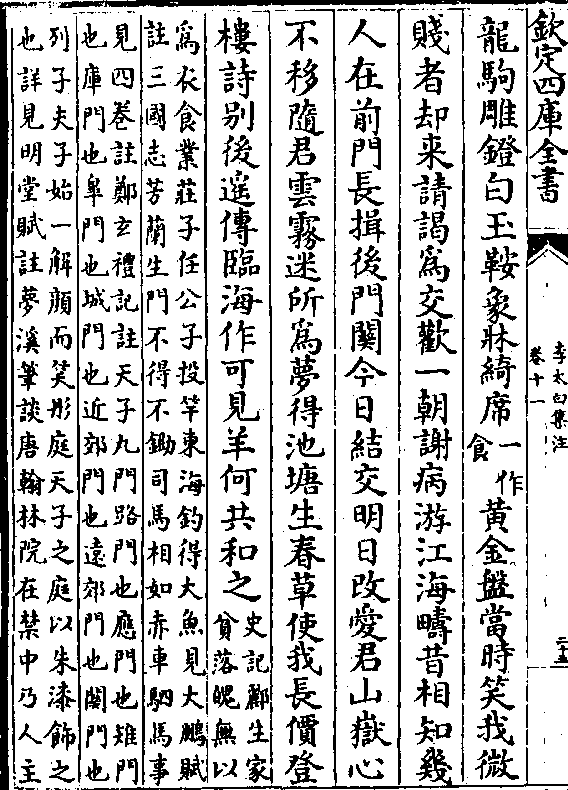 欽定四庫全書
李太白集注
卷十一
二十五
龍駒雕鐙白玉鞍象牀綺席一作食黃金盤當時笑我微
賤者却来請謁爲交歡一朝謝病游江海疇昔相知幾
人在前門長揖後門關今日結交明日改愛君山嶽心
不移隨君雲霧迷所爲夢得池塘生春草使我長價登
樓詩別後遥傳臨海作可見羊何共和之史記酈生家
貧落魄無以
爲衣食業莊子任公子投竿東海釣得大魚見大鵬賦
註三國志芳蘭生門不得不鋤司馬相如赤車駟馬事
見四巻註鄭玄禮記註天子九門路門也應門也雉門
也庫門也臯門也城門也近郊門也遠郊門也關門也
列子夫子始一解顏而笑彤庭天子之庭以朱漆飾之
也詳見明堂賦註夢溪筆談唐翰林院在禁中乃人主